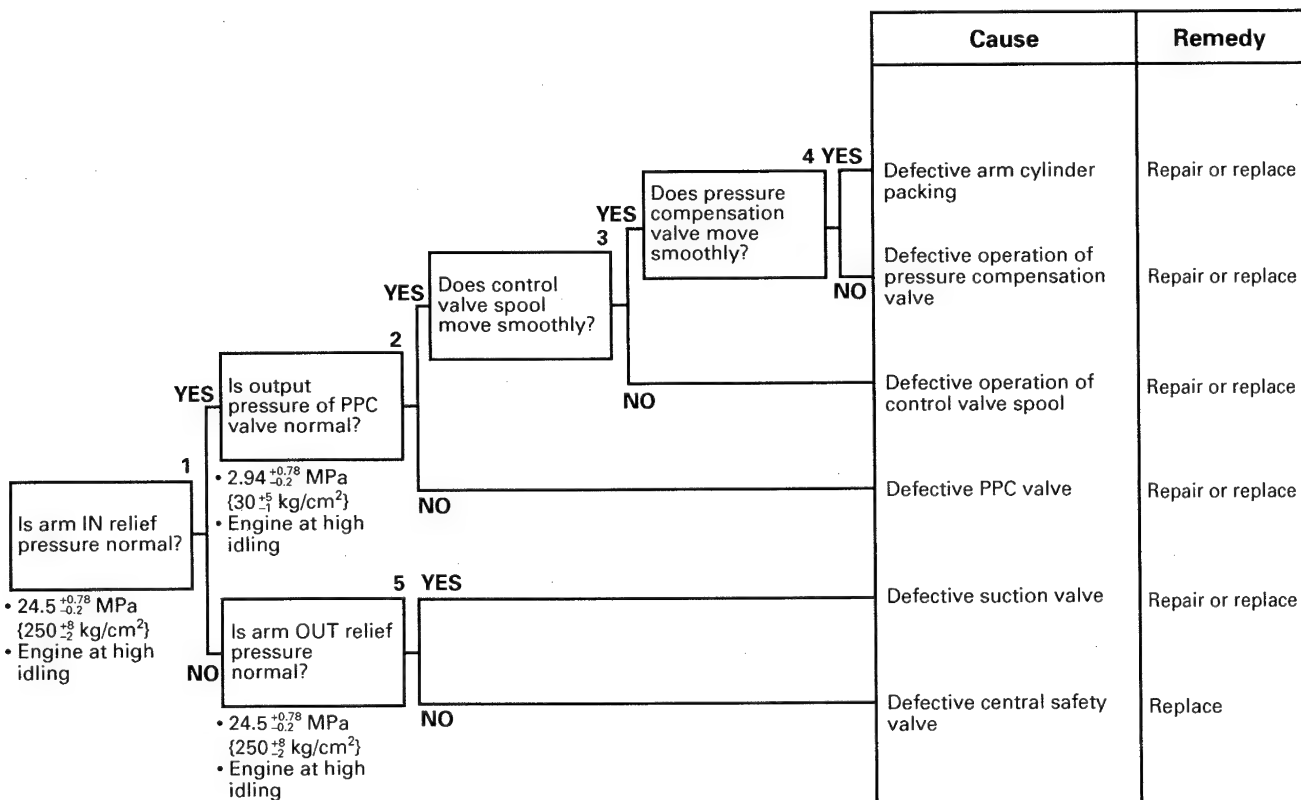 Cause
Remedy
4 YES
Does pressure
compensation
valve move
smoothly?
Defective arm cylinder
packing
Repair or replace
YES
3
NO
Defective operation of
pressure compensation
valve
Repair or replace
Does control
valve spool
move smoothly?
YES
2
NO
Defective operation of
control valve spool
Repair or replace
Is output
pressure of PPC
valve normal?
YES
1
• 2.94 +0.78 −0.2 MPa
{30 +5 −1 kg/cm²}
• Engine at high
idling
NO
Defective PPC valve
Repair or replace
Is arm IN relief
pressure normal?
• 24.5 +0.78 −0.2 MPa
{250 +8 −2 kg/cm²}
• Engine at high
idling
5 YES
Defective suction valve
Repair or replace
Is arm OUT relief
pressure
normal?
NO
• 24.5 +0.78 −0.2 MPa
{250 +8 −2 kg/cm²}
• Engine at high
idling
NO
Defective central safety
valve
Replace